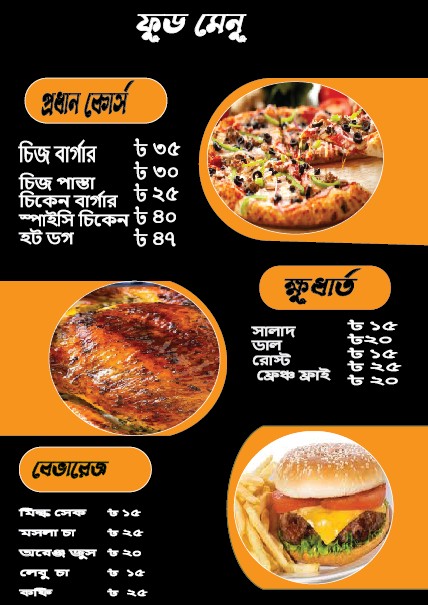 ফুড মেনু
প্রধান কোর্স
চিজ বার্গার ৳ ৩৫
চিজ পাস্তা ৳ ৩০
চিকেন বার্গার ৳ ২৫
স্পাইসি চিকেন ৳ ৪০
হট ডগ ৳ ৪৭
ক্ষুধার্ত
সালাদ ৳ ১৫
ডাল ৳২০
রোস্ট ৳ ১৫
ফ্রেঞ্চ ফ্রাই ৳ ২৫
৳ ২০
বেভারেজ
মিল্ক সেক ৳ ১৫
মসলা চা ৳ ২৫
অরেঞ্জ জুস ৳ ২০
লেবু চা ৳ ১৫
কফি ৳ ২৫